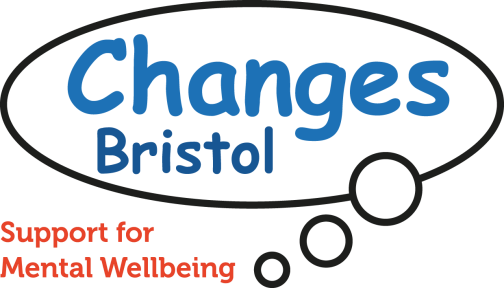 Changes
Bristol
Support for
Mental Wellbeing